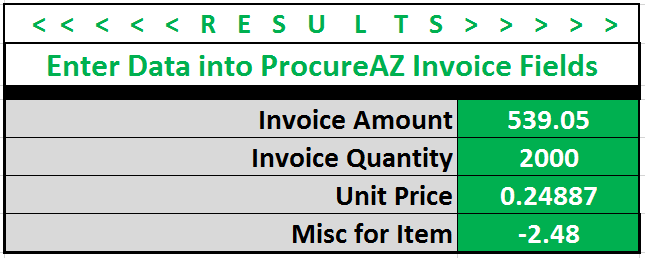 < < < < < R E S U L T S > > > > >
Enter Data into ProcureAZ Invoice Fields
Invoice Amount 539.05
Invoice Quantity 2000
Unit Price 0.24887
Misc for Item -2.48